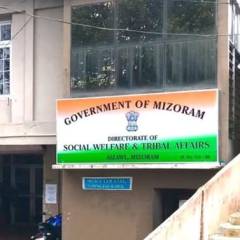 GOVERNMENT OF MIZORAM
DIRECTORATE OF
SOCIAL WELFARE & TRIBAL AFFAIRS
AIZAWL, MIZORAM